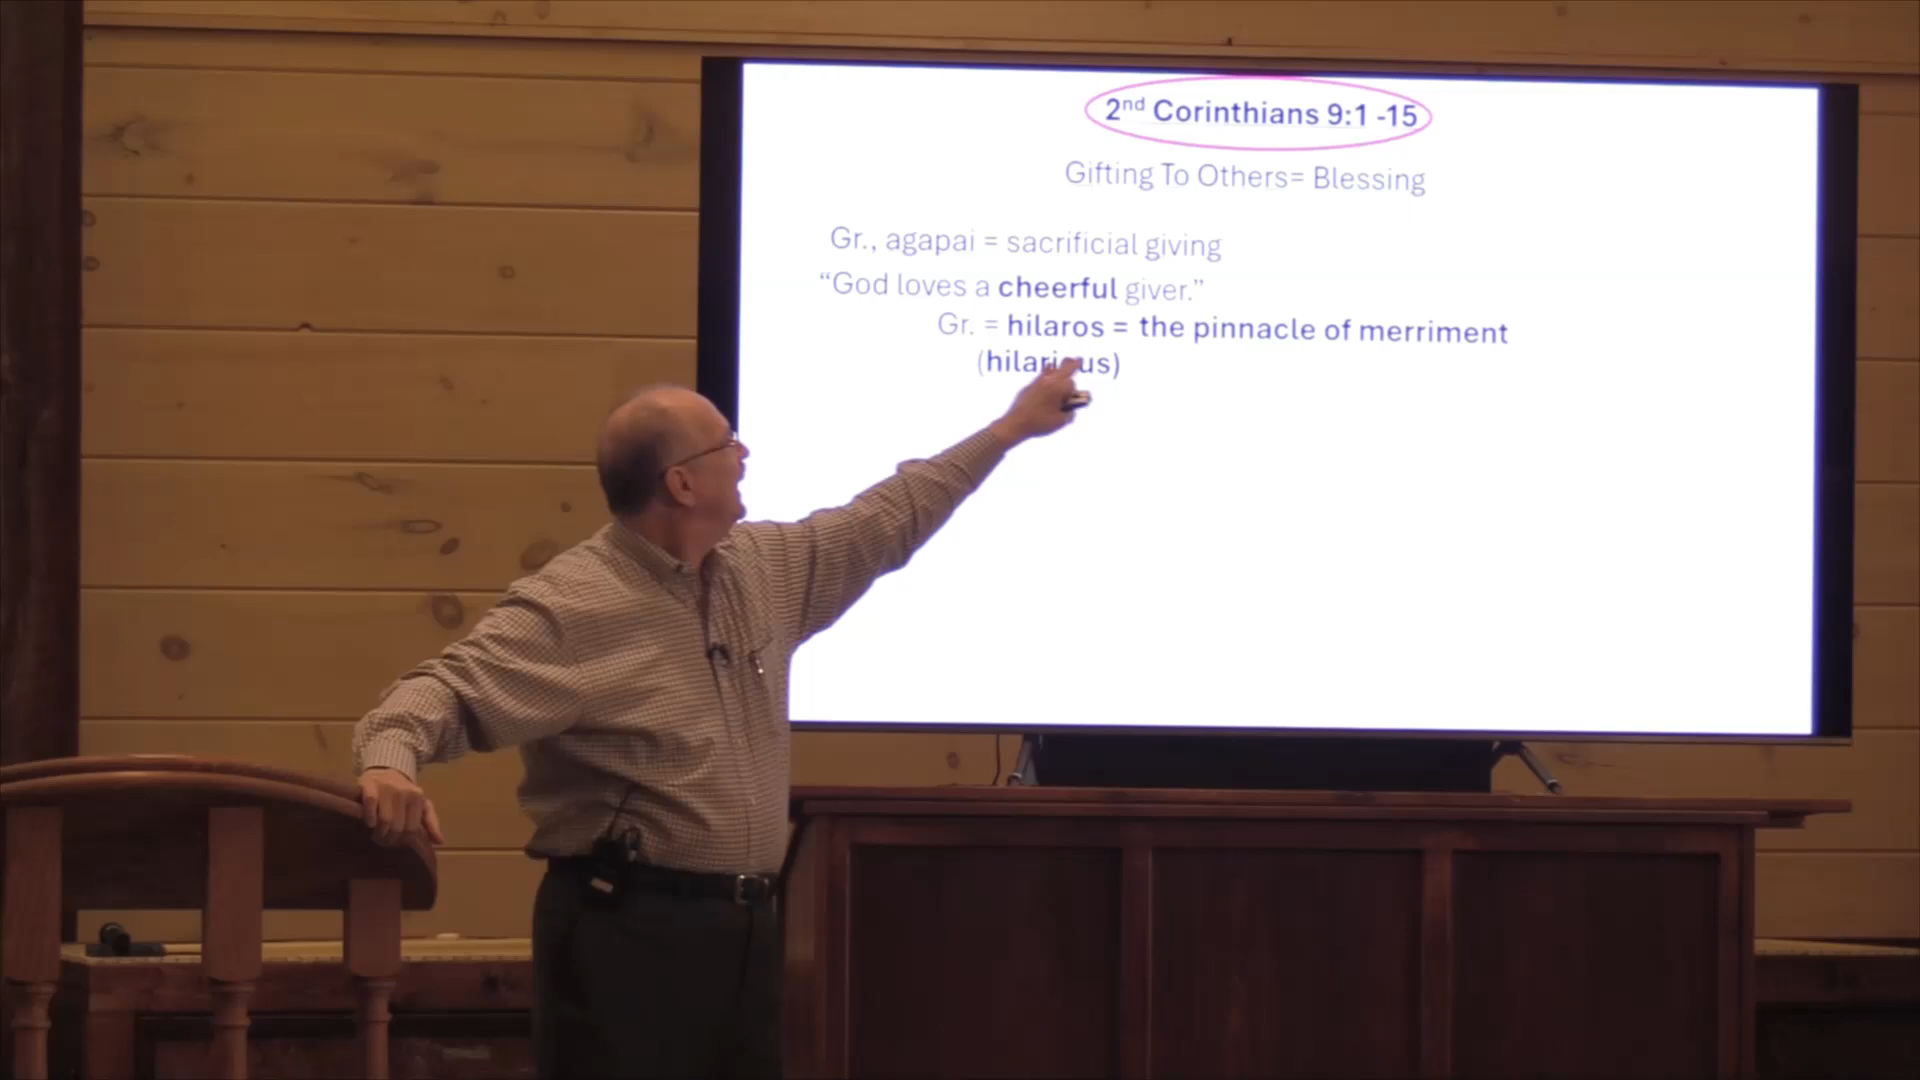 2nd Corinthians 9:1 -15
Gifting To Others= Blessing
Gr., agapai = sacrificial giving
“God loves a cheerful giver.”
Gr. = hilaros = the pinnacle of merriment
(hilarious)